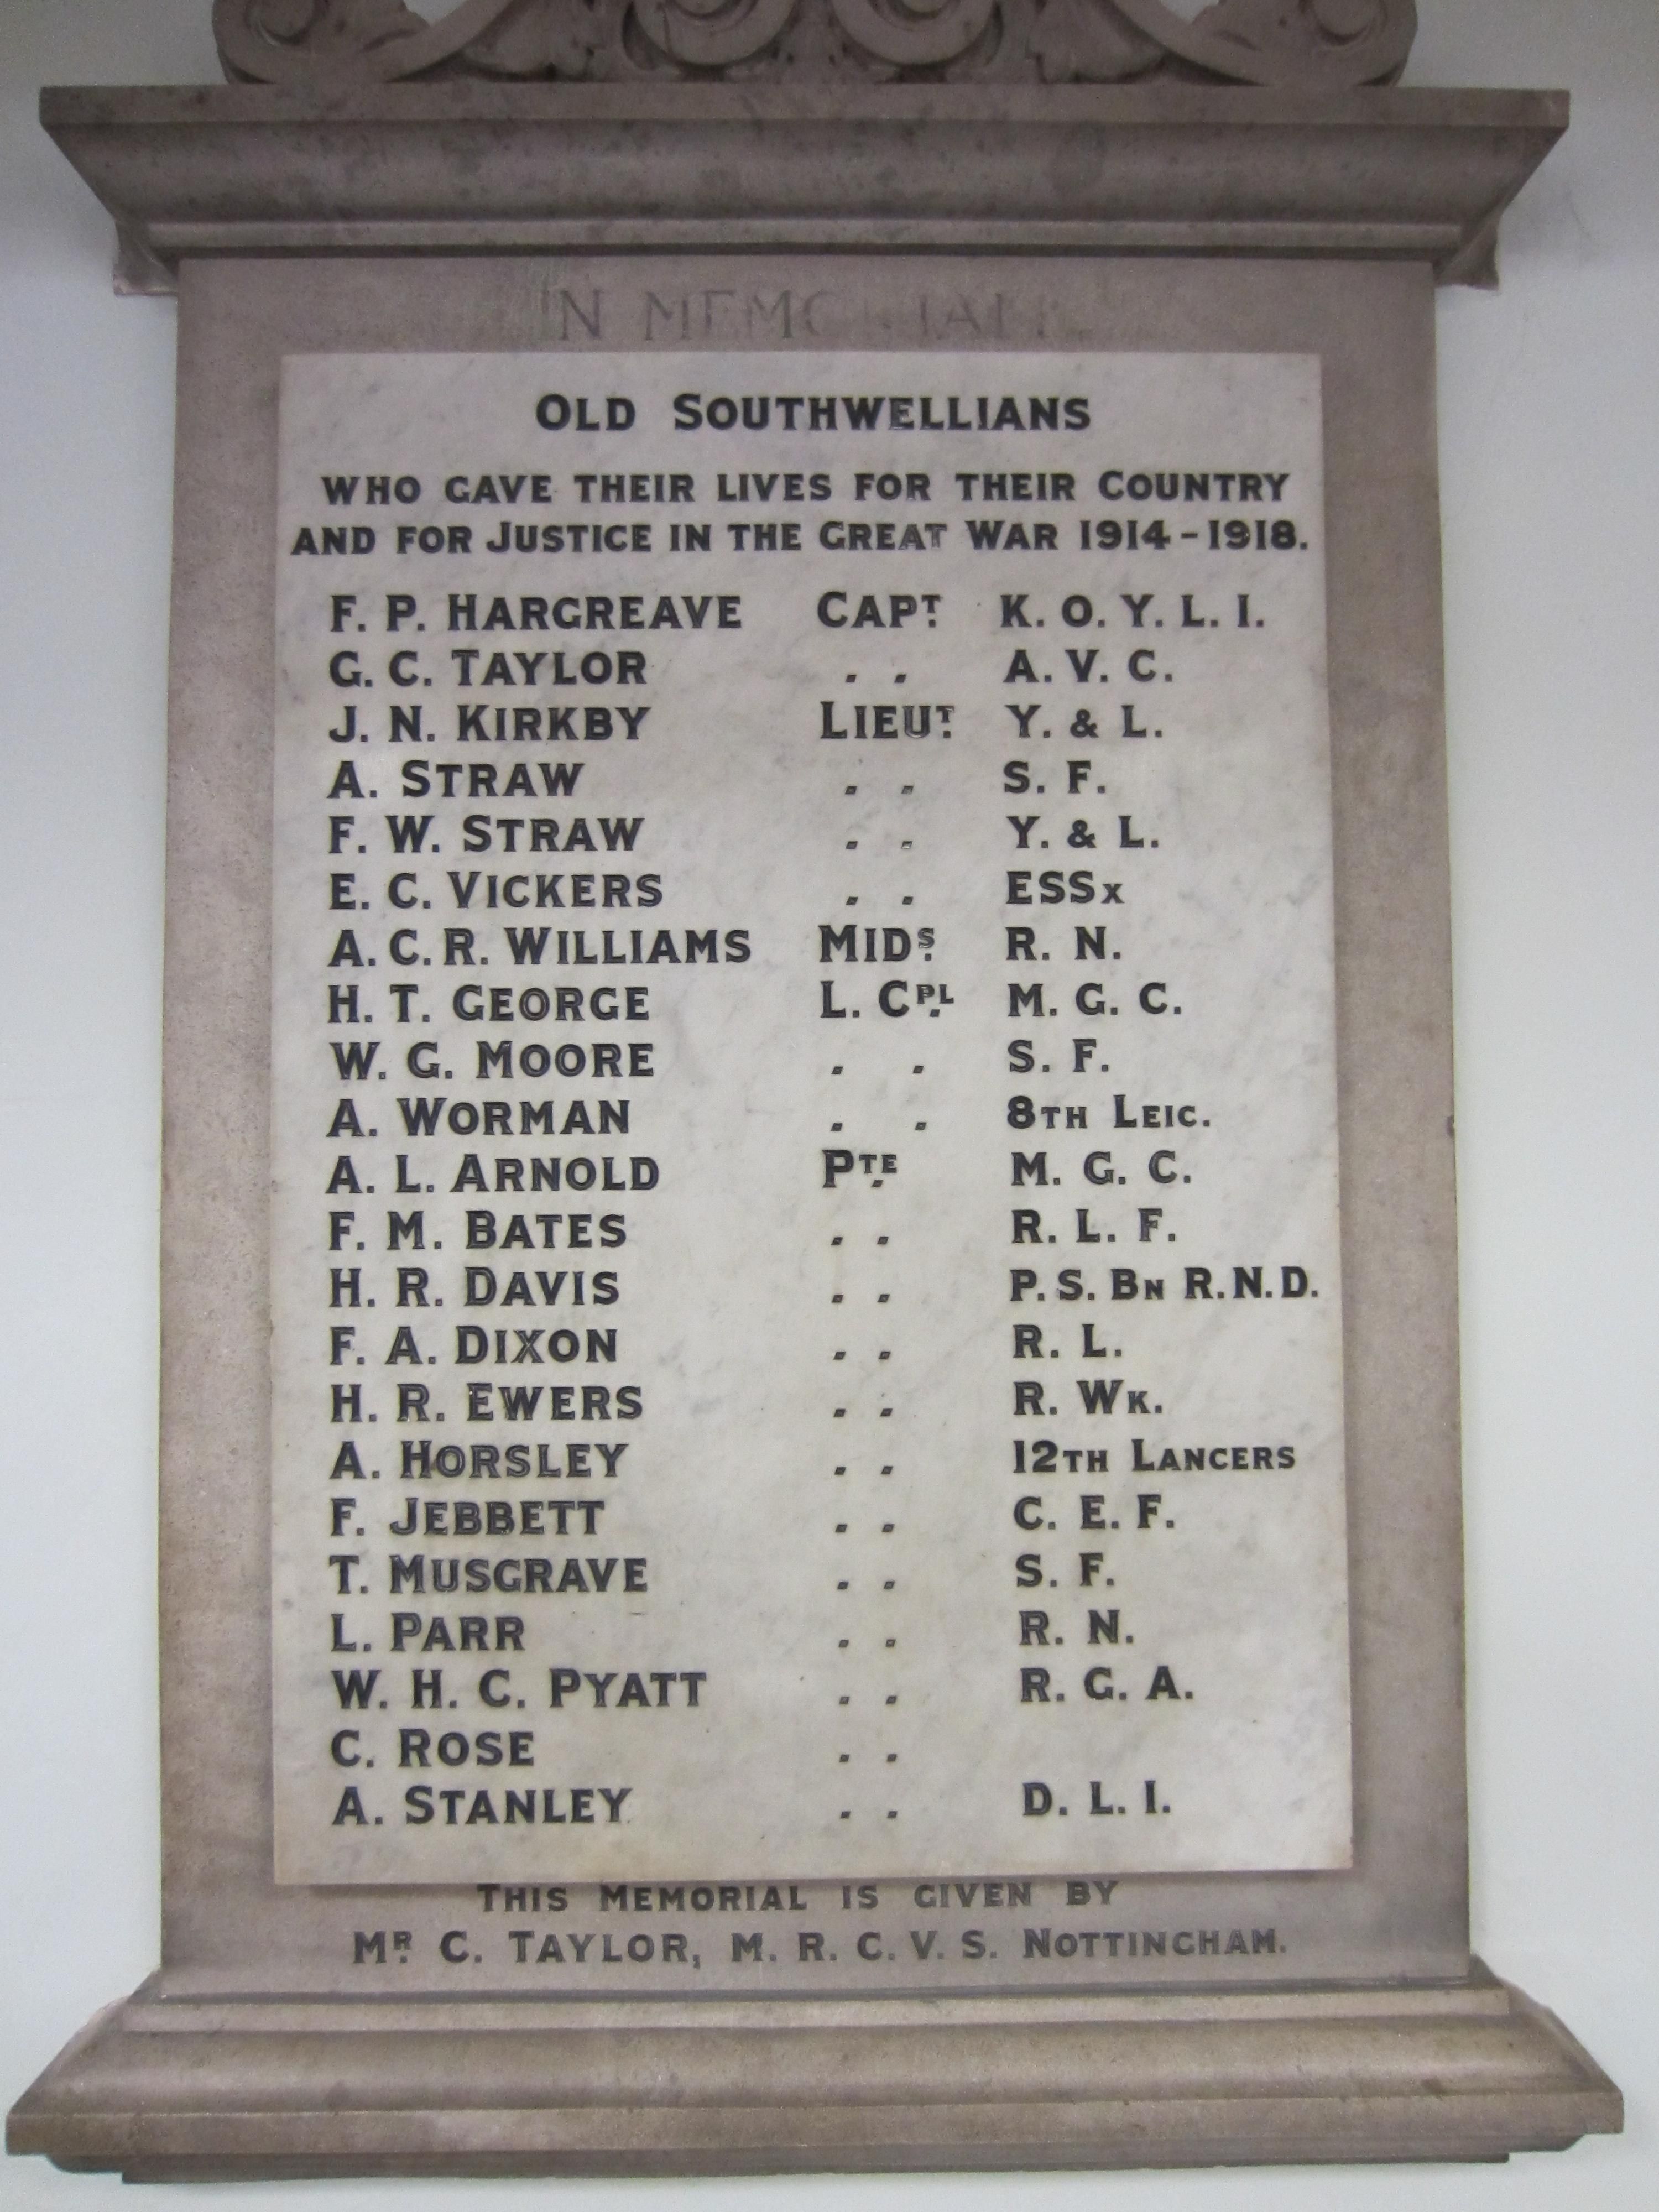 IN MEMORIAM
OLD SOUTHWELLIANS
WHO GAVE THEIR LIVES FOR THEIR COUNTRY
AND FOR JUSTICE IN THE GREAT WAR 1914-1918.
F. P. HARGREAVE CAPT. K. O. Y. L. I.
G. C. TAYLOR . . A. V. C.
J. N. KIRKBY LIEUT. Y. & L.
A. STRAW . . S. F.
F. W. STRAW . . Y. & L.
E. C. VICKERS . . ESSX
A. C. R. WILLIAMS MIDS. R. N.
H. T. GEORGE L. CPL. M. G. C.
W. G. MOORE . . S. F.
A. WORMAN . . 8TH LEIC.
A. L. ARNOLD PTE. M. G. C.
F. M. BATES . . R. L. F.
H. R. DAVIS . . P. S. BN R. N. D.
F. A. DIXON . . R. L.
H. R. EWERS . . R. WK.
A. HORSLEY . . 12TH LANCERS
F. JEBBETT . . C. E. F.
T. MUSGRAVE . . S. F.
L. PARR . . R. N.
W. H. C. PYATT . . R. G. A.
C. ROSE . .
A. STANLEY . . D. L. I.
THIS MEMORIAL IS GIVEN BY
MR. C. TAYLOR, M. R. C. V. S. NOTTINGHAM.